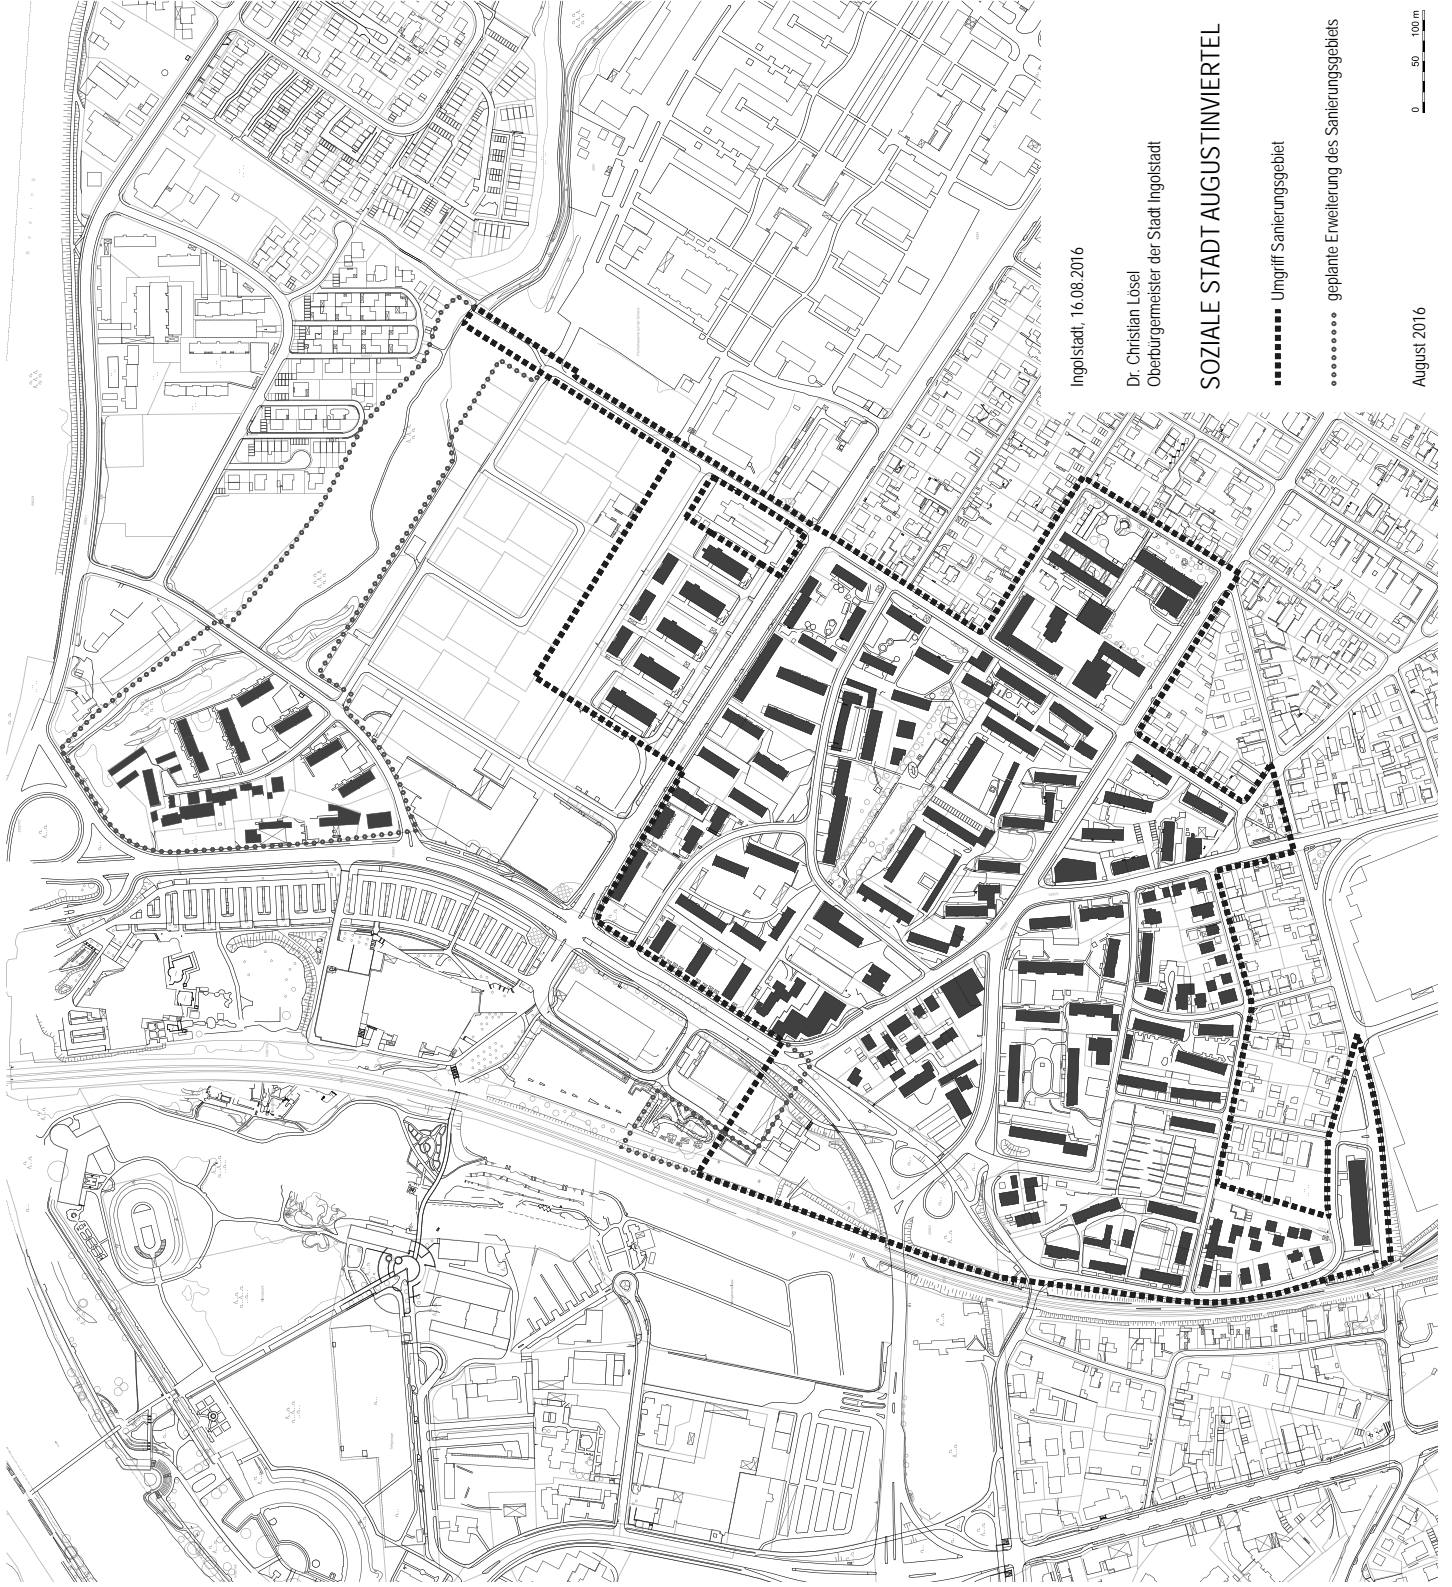 Ingolstadt, 16.08.2016
Dr. Christian Lösel
Oberbürgermeister der Stadt Ingolstadt
SOZIALE STADT AUGUSTINVIERTEL
Umgriff Sanierungsgebiet
geplante Erweiterung des Sanierungsgebiets
August 2016
0 50 100 m